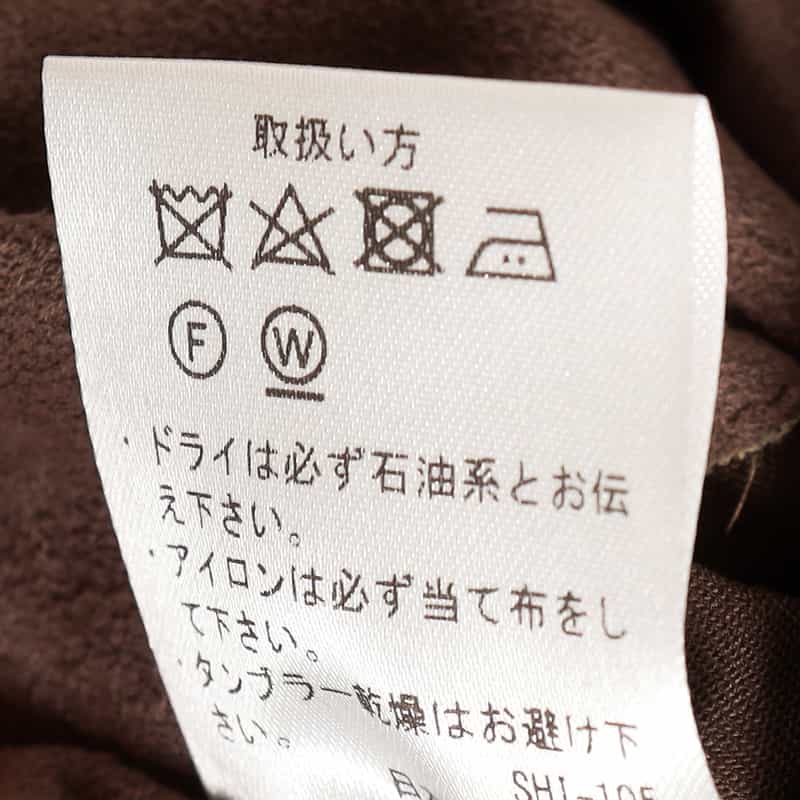 取扱い方
F W
・ドライは必ず石油系とお伝
え下さい。
・アイロンは必ず当て布をし
て下さい。
・タンブラー乾燥はお避け下
さい。
SHI-105